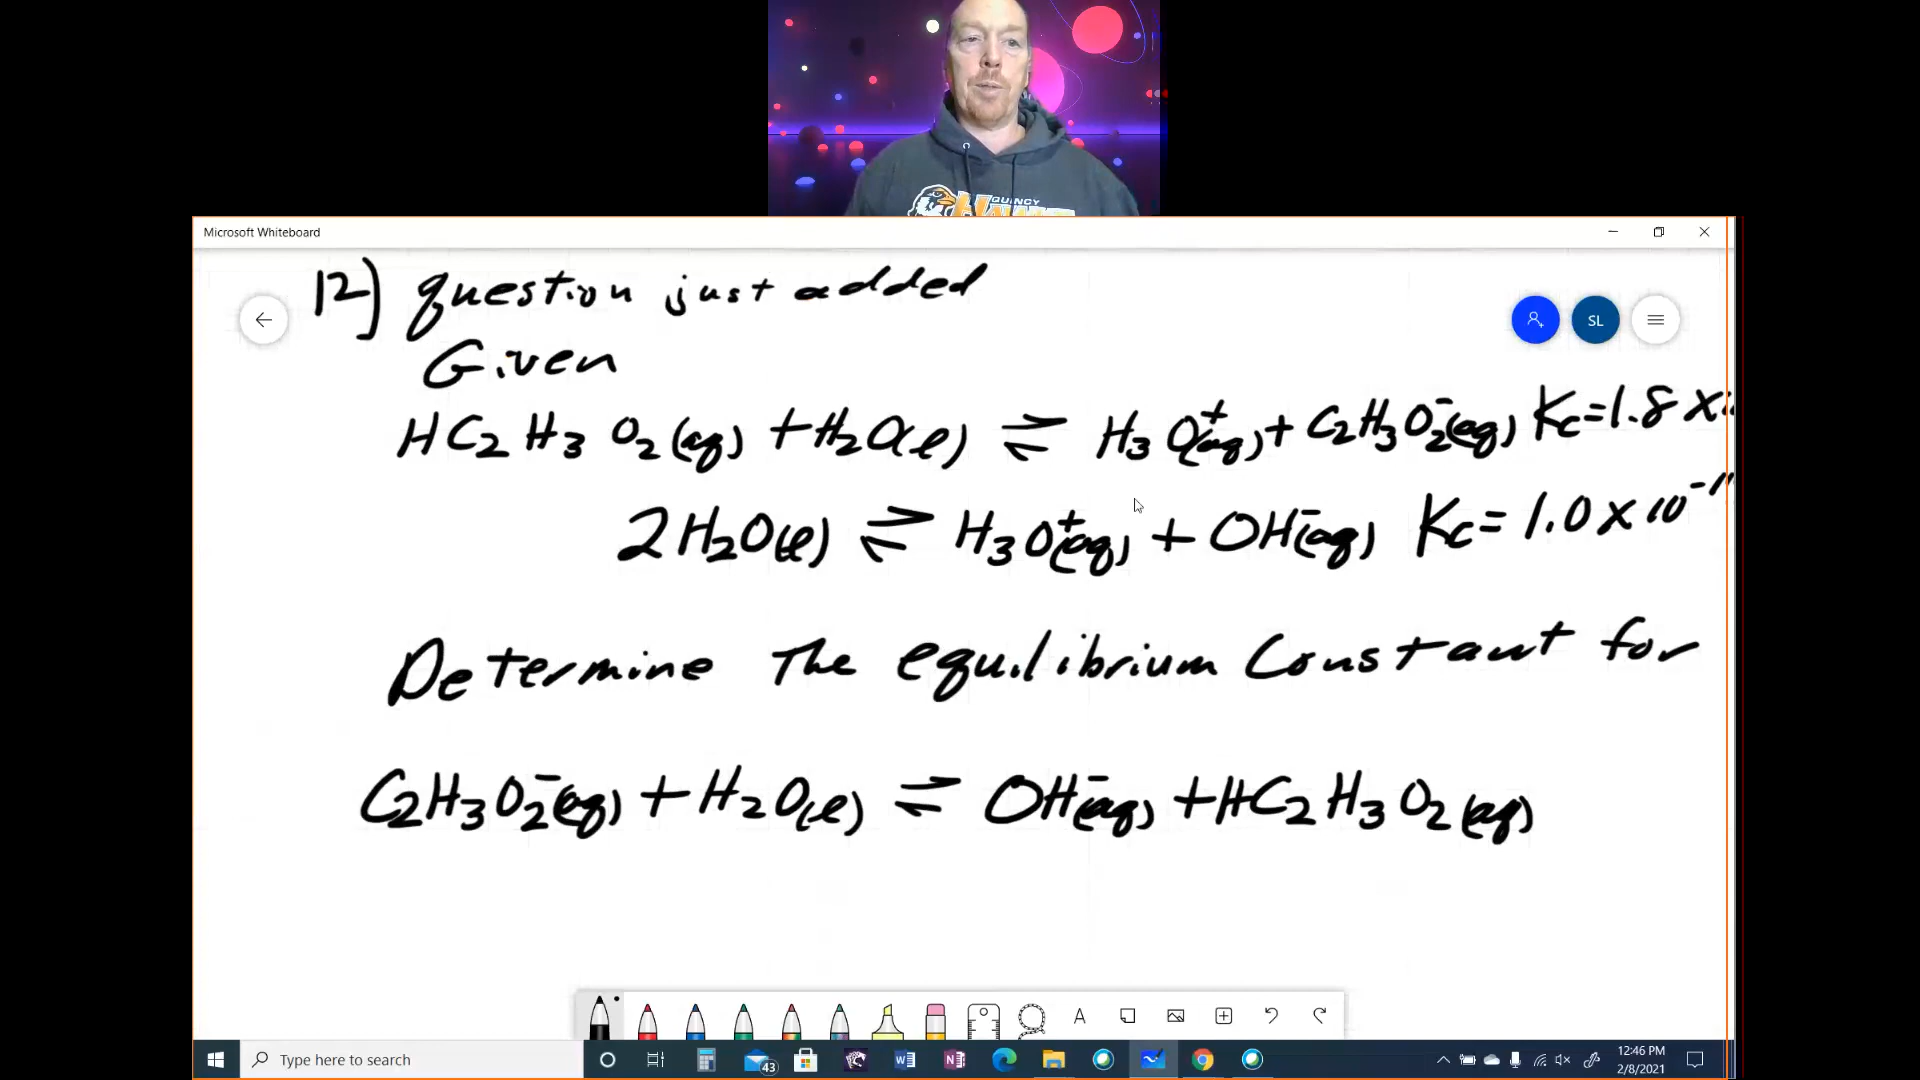 QUINCY
Microsoft Whiteboard
12) question just added
SL
Given
HC2H3O2(aq) + H2O(l) ⇌ H3O+(aq) + C2H3O2-(aq) Kc = 1.8 x
2H2O(l) ⇌ H3O+(aq) + OH-(aq) Kc = 1.0 x 10-1
Determine the equilibrium constant for
C2H3O2-(aq) + H2O(l) ⇌ OH-(aq) + HC2H3O2(aq)
A
Type here to search
43
12:46 PM
2/8/2021